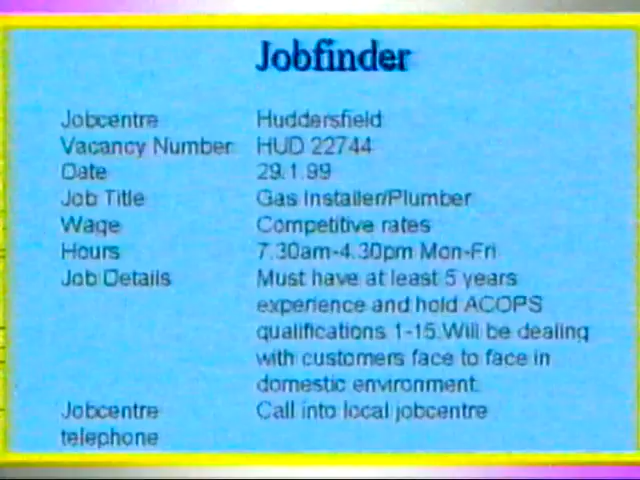 Jobfinder
Jobcentre Huddersfield
Vacancy Number HUD 22744
Date 29.1.99
Job Title Gas Installer/Plumber
Wage Competitive rates
Hours 7.30am-4.30pm Mon-Fri
Job Details Must have at least 5 years
experience and hold ACOPS
qualifications 1-15.Will be dealing
with customers face to face in
domestic environment.
Jobcentre Call into local jobcentre
telephone